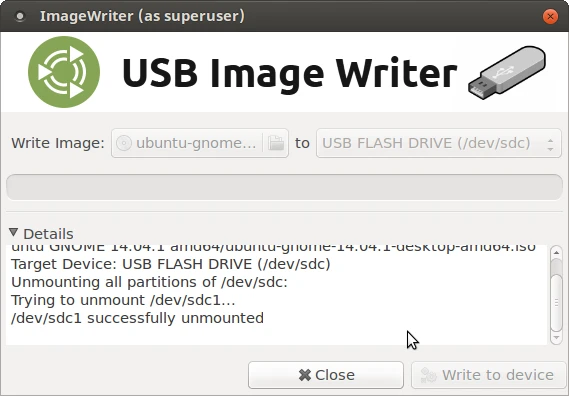 ImageWriter (as superuser)
USB Image Writer
Write Image: ubuntu-gnome... to USB FLASH DRIVE (/dev/sdc)
Details
untu GNOME 14.04.1 amd64/ubuntu-gnome-14.04.1-desktop-amd64.iso
Target Device: USB FLASH DRIVE (/dev/sdc)
Unmounting all partitions of /dev/sdc:
Trying to unmount /dev/sdc1...
/dev/sdc1 successfully unmounted
Close Write to device